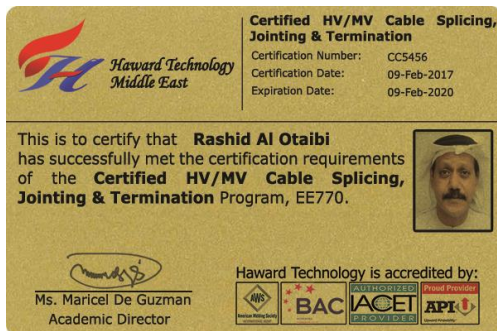 Haward Technology
Middle East
Certified HV/MV Cable Splicing,
Jointing & Termination
Certification Number: CC5456
Certification Date: 09-Feb-2017
Expiration Date: 09-Feb-2020
This is to certify that Rashid Al Otaibi
has successfully met the certification requirements
of the Certified HV/MV Cable Splicing,
Jointing & Termination Program, EE770.
Ms. Maricel De Guzman
Academic Director
Haward Technology is accredited by:
AWS
American Welding Society
BAC
AUTHORIZED
IACET
PROVIDER
Proud Provider
API